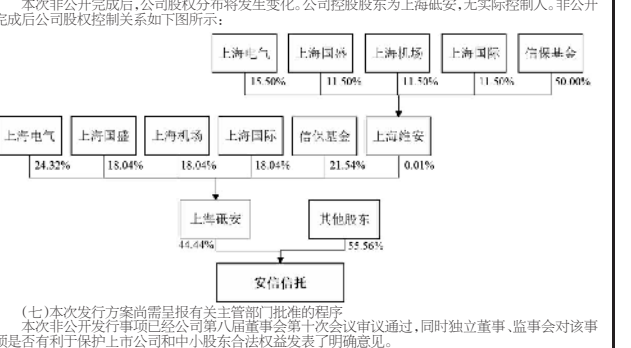 本次非公开完成后,公司股权分布将发生变化。公司控股股东为上海砥安,无实际控制人。非公开
完成后公司股权控制关系如下图所示:
上海电气 上海国盛 上海机场 上海国际 信保基金
15.50% 11.50% 11.50% 11.50% 50.00%
上海电气 上海国盛 上海机场 上海国际 信保基金 上海维安
24.32% 18.04% 18.04% 18.04% 21.54% 0.01%
上海砥安 其他股东
44.44% 55.56%
安信信托
(七)本次发行方案尚需呈报有关主管部门批准的程序
本次非公开发行事项已经公司第八届董事会第十次会议审议通过,同时独立董事、监事会对该事
项是否有利于保护上市公司和中小股东合法权益发表了明确意见。